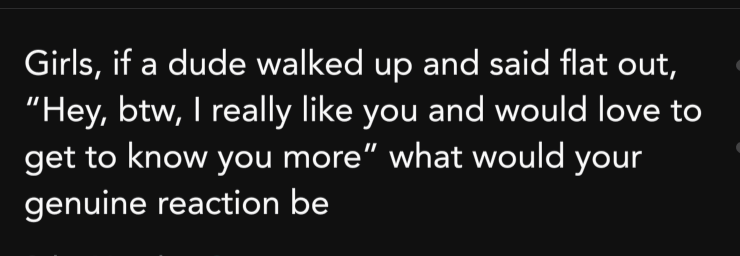 Girls, if a dude walked up and said flat out,
“Hey, btw, I really like you and would love to
get to know you more” what would your
genuine reaction be